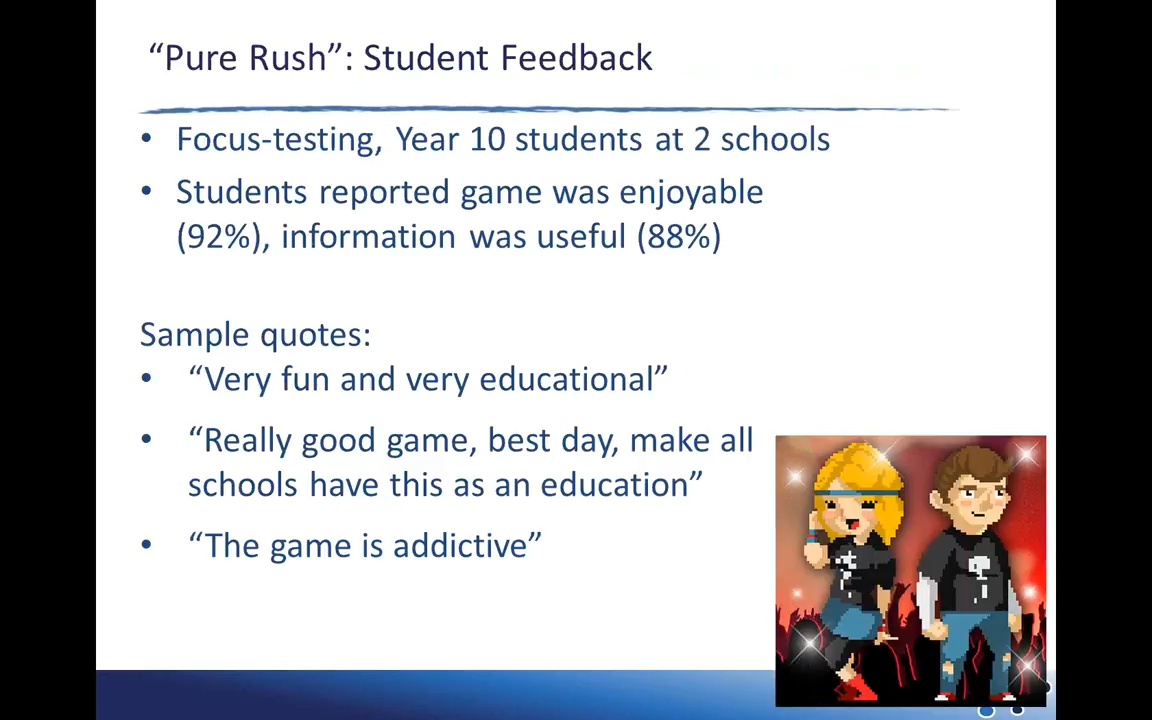 “Pure Rush”: Student Feedback
• Focus-testing, Year 10 students at 2 schools
• Students reported game was enjoyable
(92%), information was useful (88%)
Sample quotes:
• “Very fun and very educational”
• “Really good game, best day, make all
schools have this as an education”
• “The game is addictive”